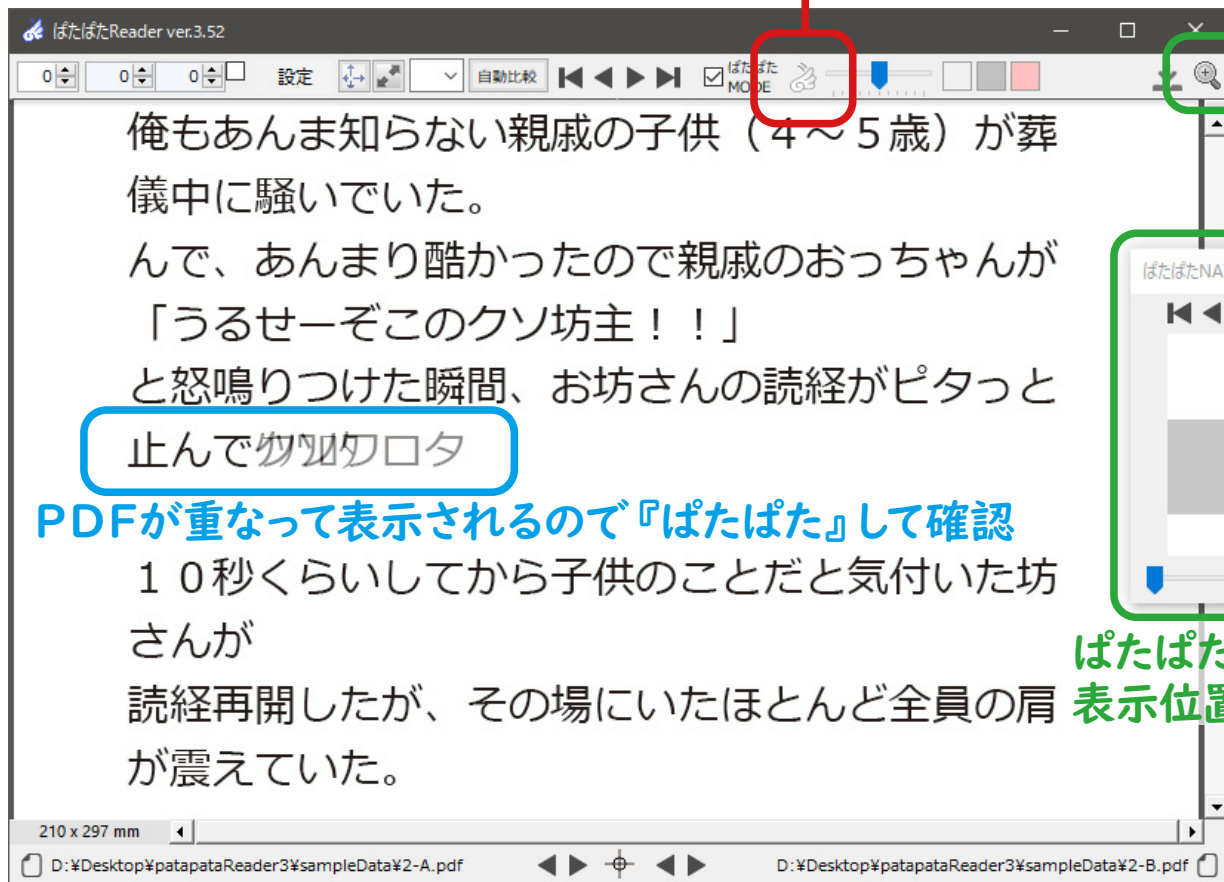 ぱたぱたReader ver.3.52
0 0 0 設定 自動比較 ぱたぱた
MODE
俺もあんま知らない親戚の子供（４～５歳）が葬
儀中に騒いでいた。
んで、あんまり酷かったので親戚のおっちゃんが
「うるせーぞこのクソ坊主！！」
と怒鳴りつけた瞬間、お坊さんの読経がピタっと
止んで ワロタ
PDFが重なって表示されるので『ぱたぱた』して確認
１０秒くらいしてから子供のことだと気付いた坊
さんが
読経再開したが、その場にいたほとんど全員の肩
が震えていた。
ぱたぱたNA
ぱたぱた
表示位置
210 x 297 mm
D:¥Desktop¥patapataReader3¥sampleData¥2-A.pdf D:¥Desktop¥patapataReader3¥sampleData¥2-B.pdf